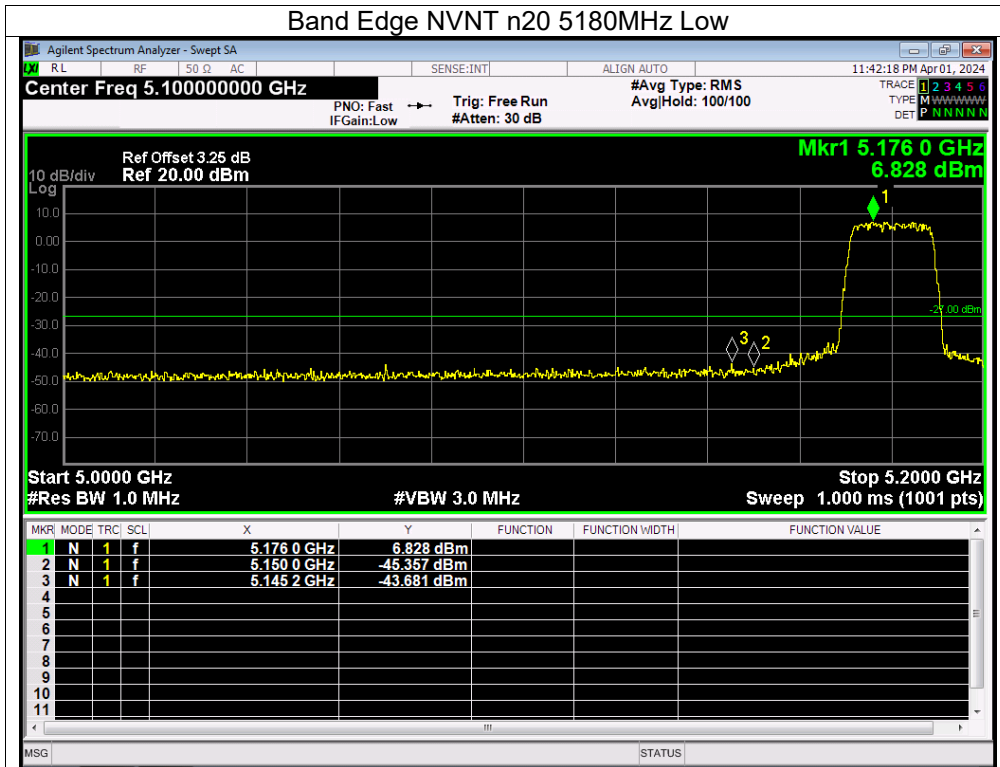 Band Edge NVNT n20 5180MHz Low
Agilent Spectrum Analyzer - Swept SA
LXI RL RF 50 Ω AC SENSE:INT ALIGN AUTO 11:42:18 PM Apr 01, 2024
Center Freq 5.100000000 GHz #Avg Type: RMS TRACE 1 2 3 4 5 6
PNO: Fast Trig: Free Run Avg|Hold: 100/100 TYPE M WWWWW
IFGain:Low #Atten: 30 dB DET P N N N N N
Mkr1 5.176 0 GHz
Ref Offset 3.25 dB
10 dB/div Ref 20.00 dBm 6.828 dBm
Log
1
10.0
0.00
-10.0
-20.0
-27.00 dBm
-30.0
3 2
-40.0
-50.0
-60.0
-70.0
Start 5.0000 GHz Stop 5.2000 GHz
#Res BW 1.0 MHz #VBW 3.0 MHz Sweep 1.000 ms (1001 pts)
MKR MODE TRC SCL X Y FUNCTION FUNCTION WIDTH FUNCTION VALUE
1 N 1 f 5.176 0 GHz 6.828 dBm
2 N 1 f 5.150 0 GHz -45.357 dBm
3 N 1 f 5.145 2 GHz -43.681 dBm
4
5
6
7
8
9
10
11
MSG STATUS